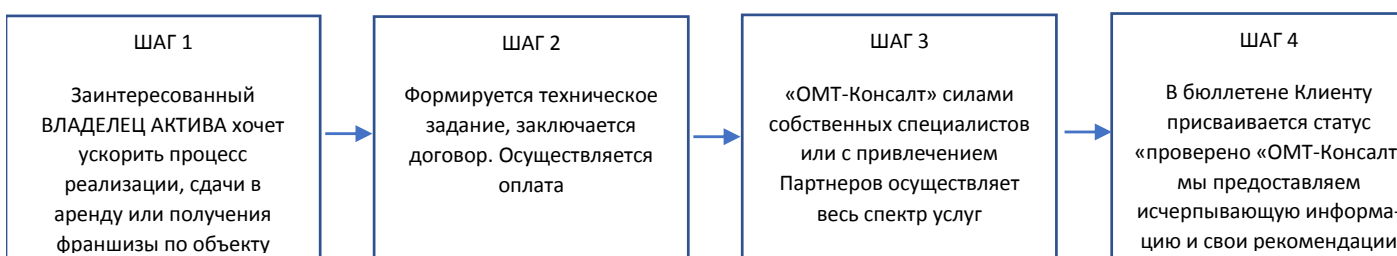 ШАГ 1
Заинтересованный
ВЛАДЕЛЕЦ АКТИВА хочет
ускорить процесс
реализации, сдачи в
аренду или получения
франшизы по объекту
ШАГ 2
Формируется техническое
задание, заключается
договор. Осуществляется
оплата
ШАГ 3
«ОМТ-Консалт» силами
собственных специалистов
или с привлечением
Партнеров осуществляет
весь спектр услуг
ШАГ 4
В бюллетене Клиенту
присваивается статус
«проверено «ОМТ-Консалт
мы предоставляем
исчерпывающую информа-
цию и свои рекомендации